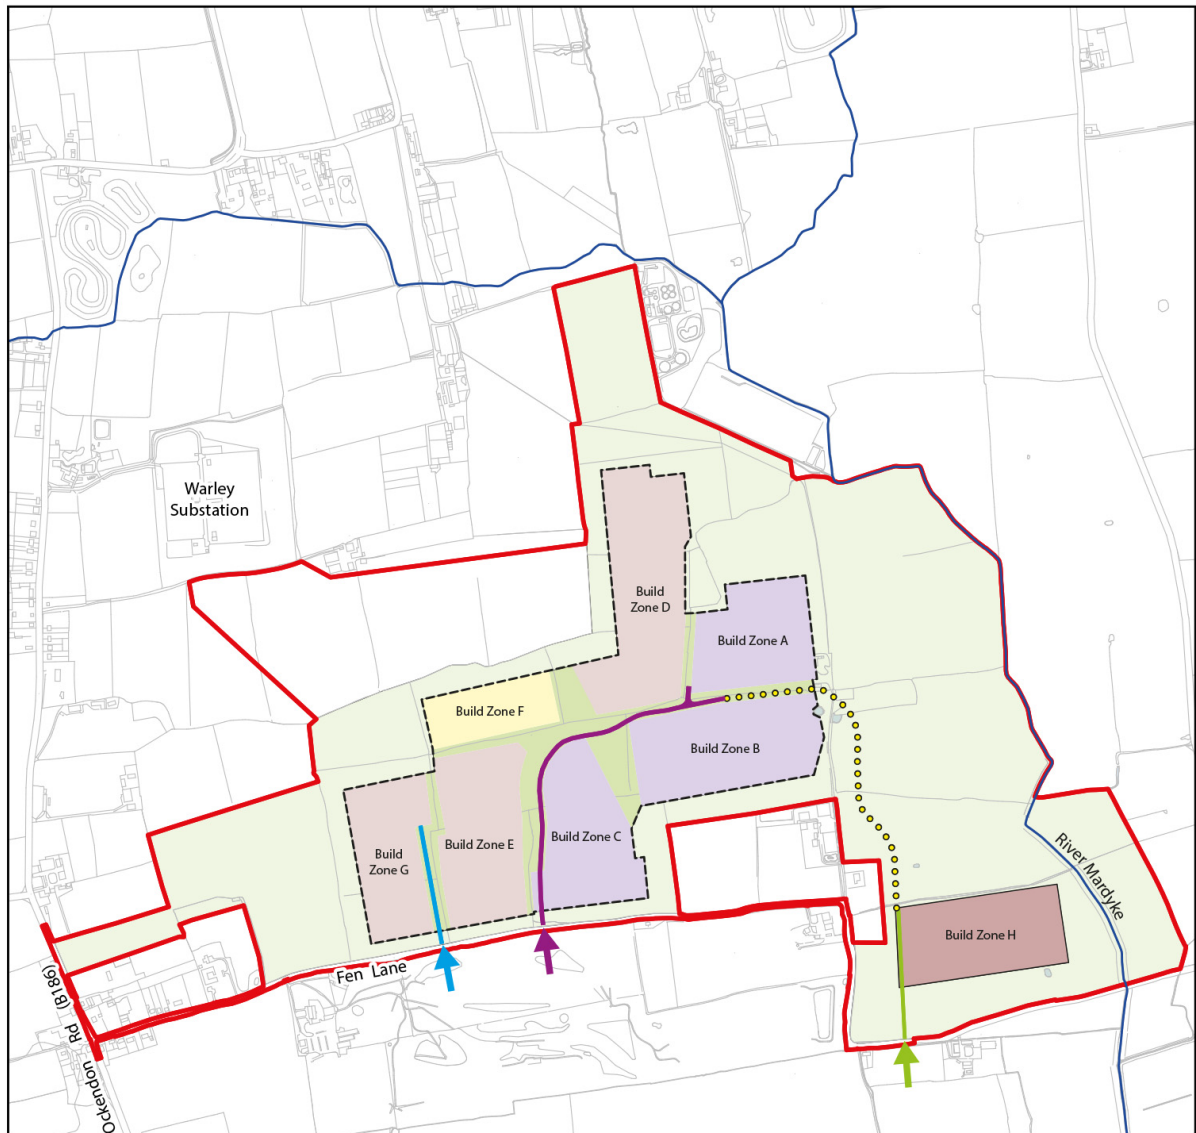 Warley
Substation
Build
Zone D
Build Zone A
Build Zone F
Build Zone B
Build Zone C
Build Zone E
Build
Zone G
River Mardyke
Build Zone H
Fen Lane
Ockendon Rd (B186)